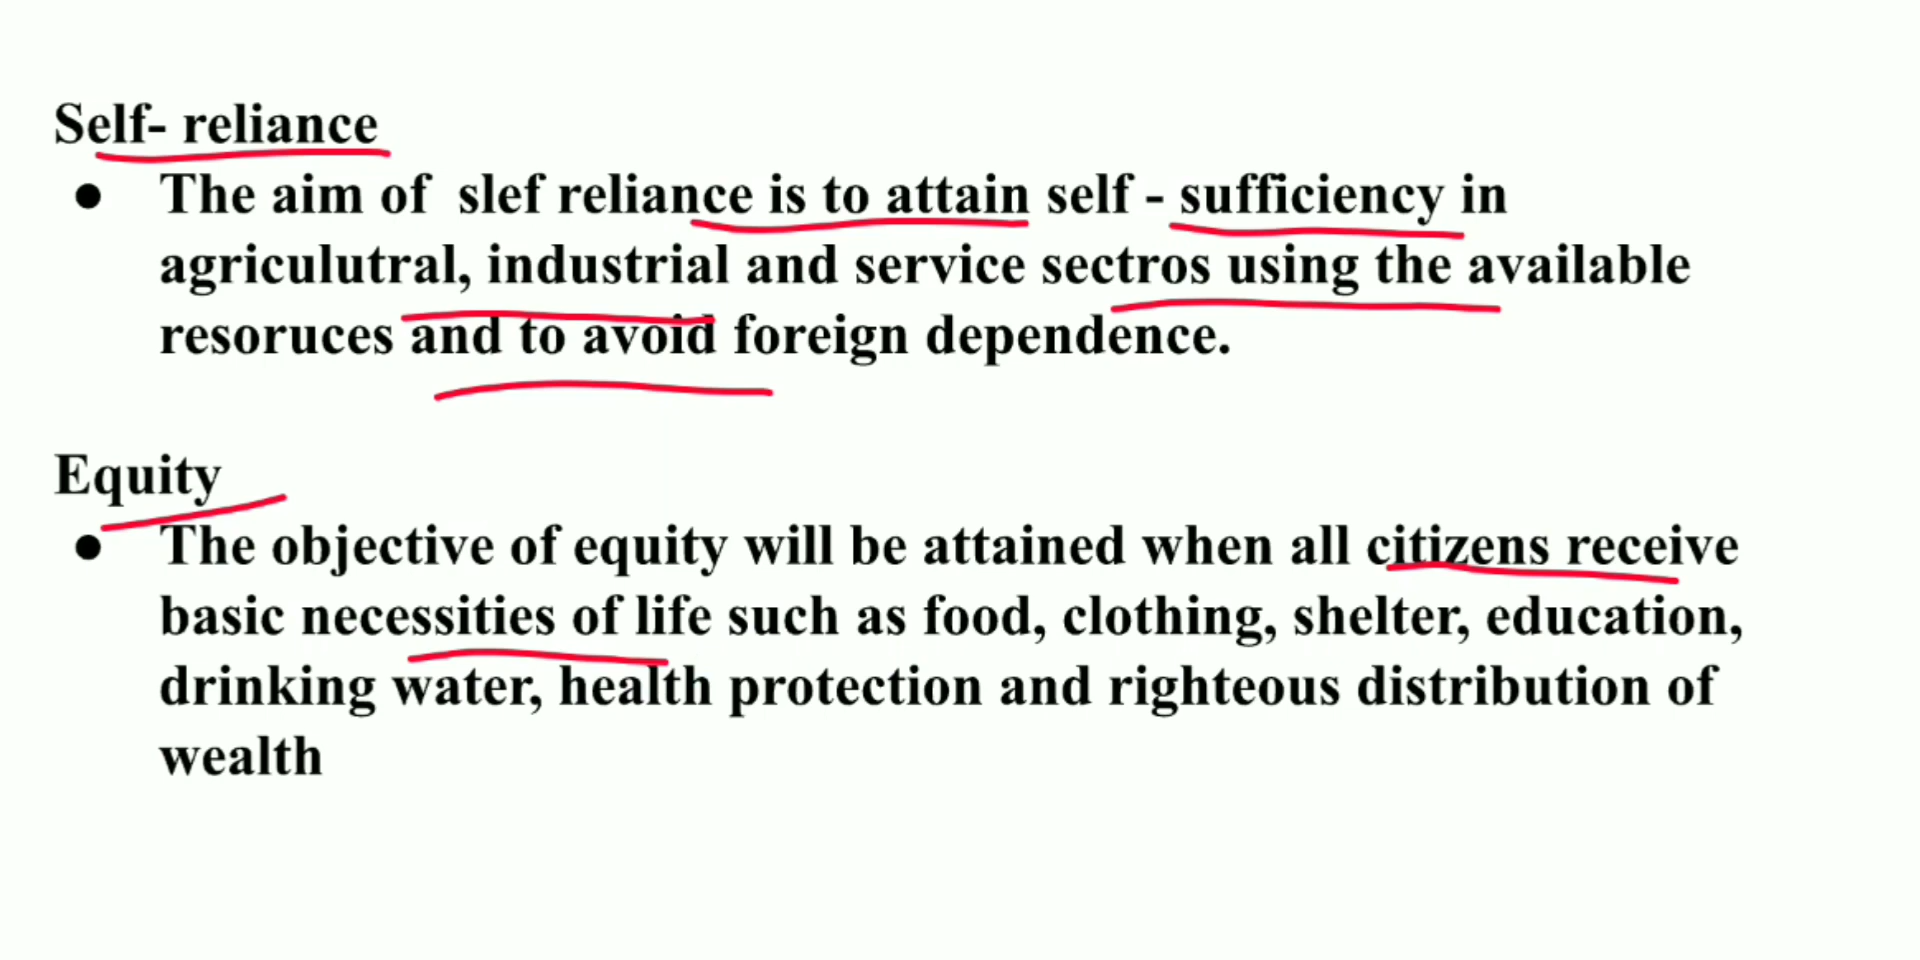 Self- reliance
● The aim of slef reliance is to attain self - sufficiency in
agriculutral, industrial and service sectros using the available
resoruces and to avoid foreign dependence.
Equity
● The objective of equity will be attained when all citizens receive
basic necessities of life such as food, clothing, shelter, education,
drinking water, health protection and righteous distribution of
wealth